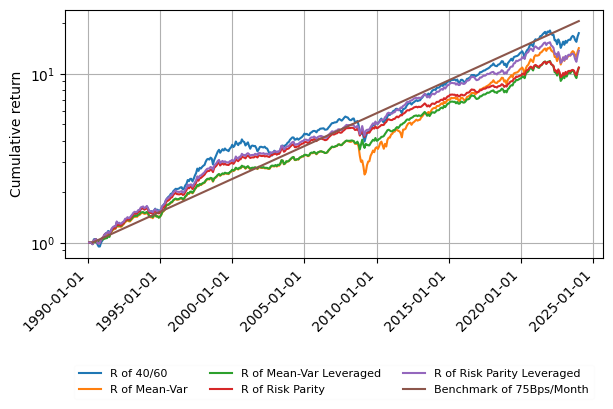 Cumulative return
10¹
10⁰
1990-01-01 1995-01-01 2000-01-01 2005-01-01 2010-01-01 2015-01-01 2020-01-01 2025-01-01
R of 40/60 R of Mean-Var Leveraged R of Risk Parity Leveraged
R of Mean-Var R of Risk Parity Benchmark of 75Bps/Month